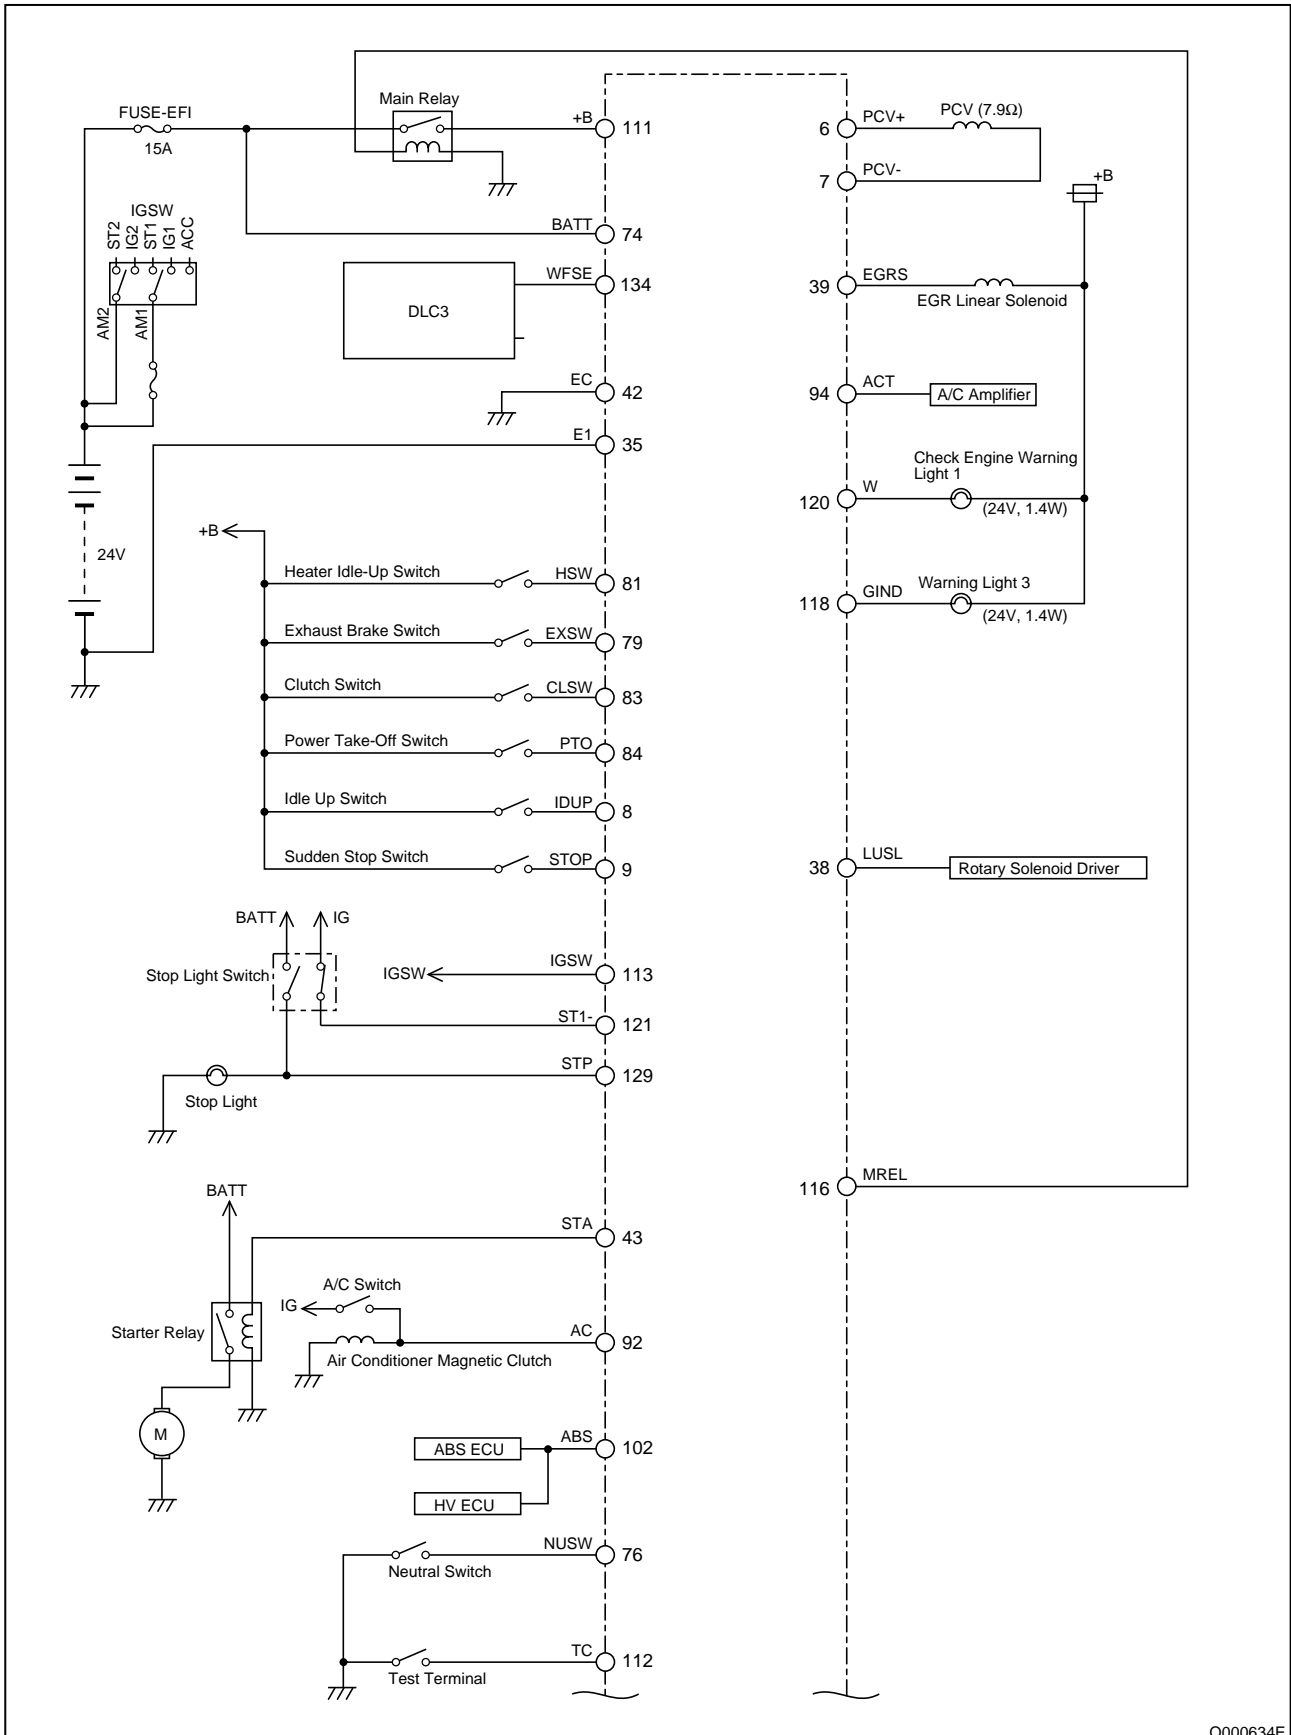 Main Relay
FUSE-EFI
15A
+B
111
6
PCV+
PCV (7.9Ω)
7
PCV-
+B
IGSW
ST2
IG2
ST1
IG1
ACC
AM2
AM1
BATT
74
WFSE
134
DLC3
39
EGRS
EGR Linear Solenoid
EC
42
94
ACT
A/C Amplifier
E1
35
Check Engine Warning
Light 1
120
W
(24V, 1.4W)
24V
+B
Heater Idle-Up Switch
HSW
81
118
GIND
Warning Light 3
(24V, 1.4W)
Exhaust Brake Switch
EXSW
79
Clutch Switch
CLSW
83
Power Take-Off Switch
PTO
84
Idle Up Switch
IDUP
8
Sudden Stop Switch
STOP
9
38
LUSL
Rotary Solenoid Driver
BATT
IG
Stop Light Switch
IGSW
IGSW
113
ST1-
121
STP
129
Stop Light
116
MREL
BATT
STA
43
A/C Switch
IG
Starter Relay
AC
92
Air Conditioner Magnetic Clutch
M
ABS ECU
ABS
102
HV ECU
NUSW
76
Neutral Switch
TC
112
Test Terminal
Q000634E